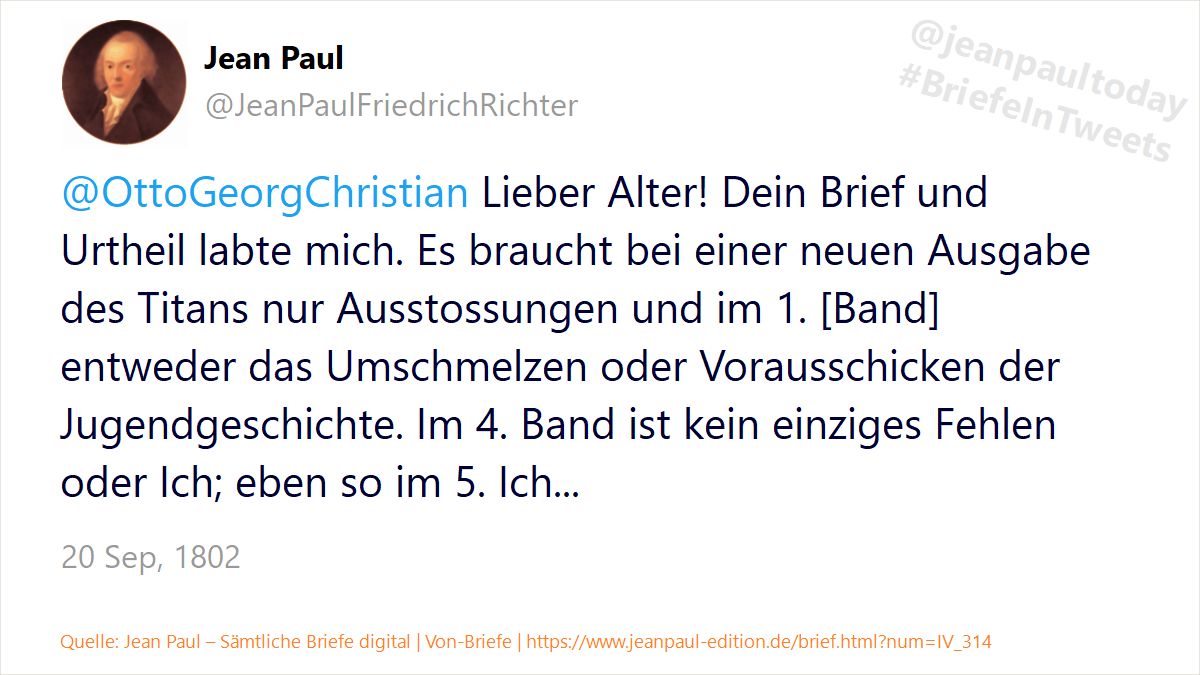 Jean Paul
@JeanPaulFriedrichRichter
@jeanpaultoday
#BriefeInTweets
@OttoGeorgChristian Lieber Alter! Dein Brief und
Urtheil labte mich. Es braucht bei einer neuen Ausgabe
des Titans nur Ausstossungen und im 1. [Band]
entweder das Umschmelzen oder Vorausschicken der
Jugendgeschichte. Im 4. Band ist kein einziges Fehlen
oder Ich; eben so im 5. Ich...
20 Sep, 1802
Quelle: Jean Paul – Sämtliche Briefe digital | Von-Briefe | https://www.jeanpaul-edition.de/brief.html?num=IV_314